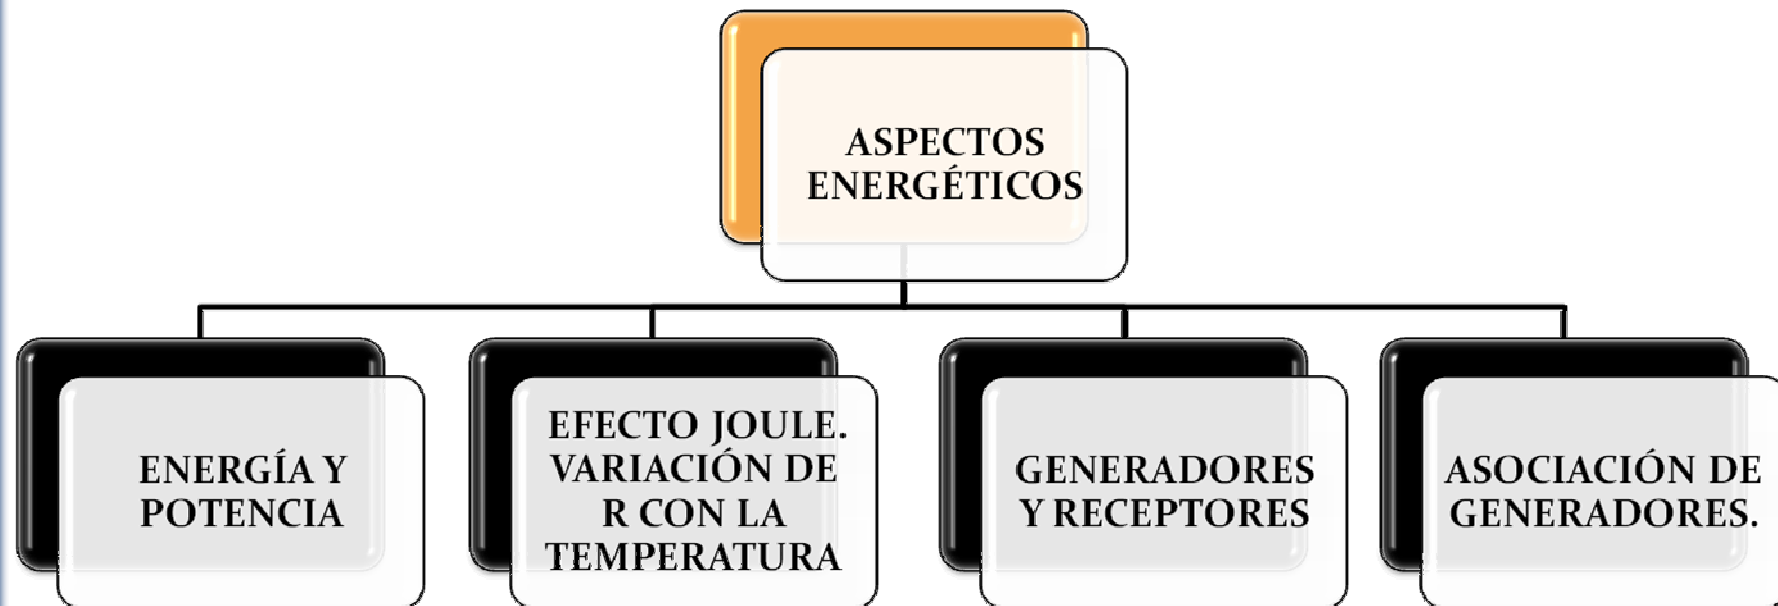 ASPECTOS
ENERGÉTICOS
ENERGÍA Y
POTENCIA
EFECTO JOULE.
VARIACIÓN DE
R CON LA
TEMPERATURA
GENERADORES
Y RECEPTORES
ASOCIACIÓN DE
GENERADORES.